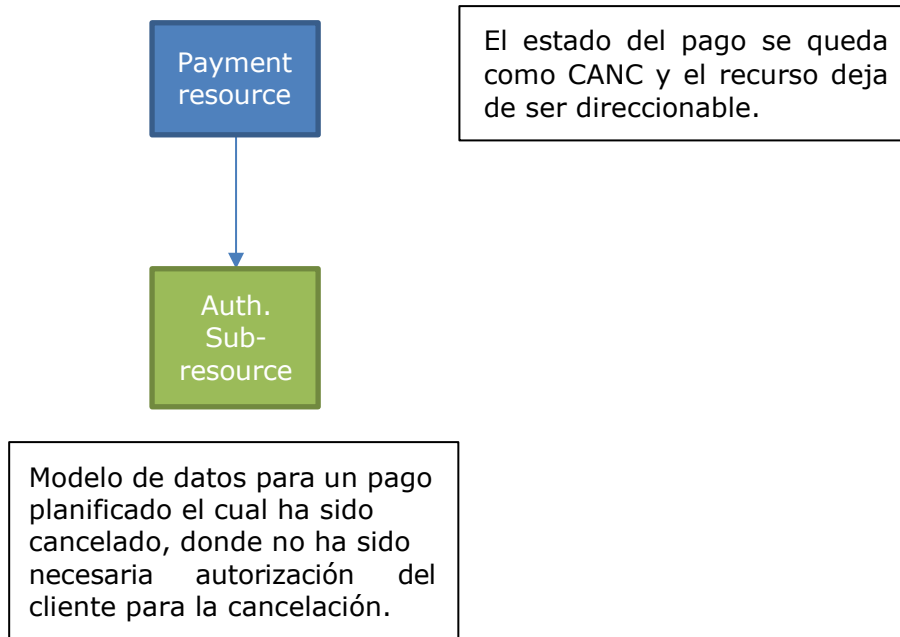 Payment
resource
El estado del pago se queda
como CANC y el recurso deja
de ser direccionable.
Auth.
Sub-
resource
Modelo de datos para un pago
planificado el cual ha sido
cancelado, donde no ha sido
necesaria autorización del
cliente para la cancelación.